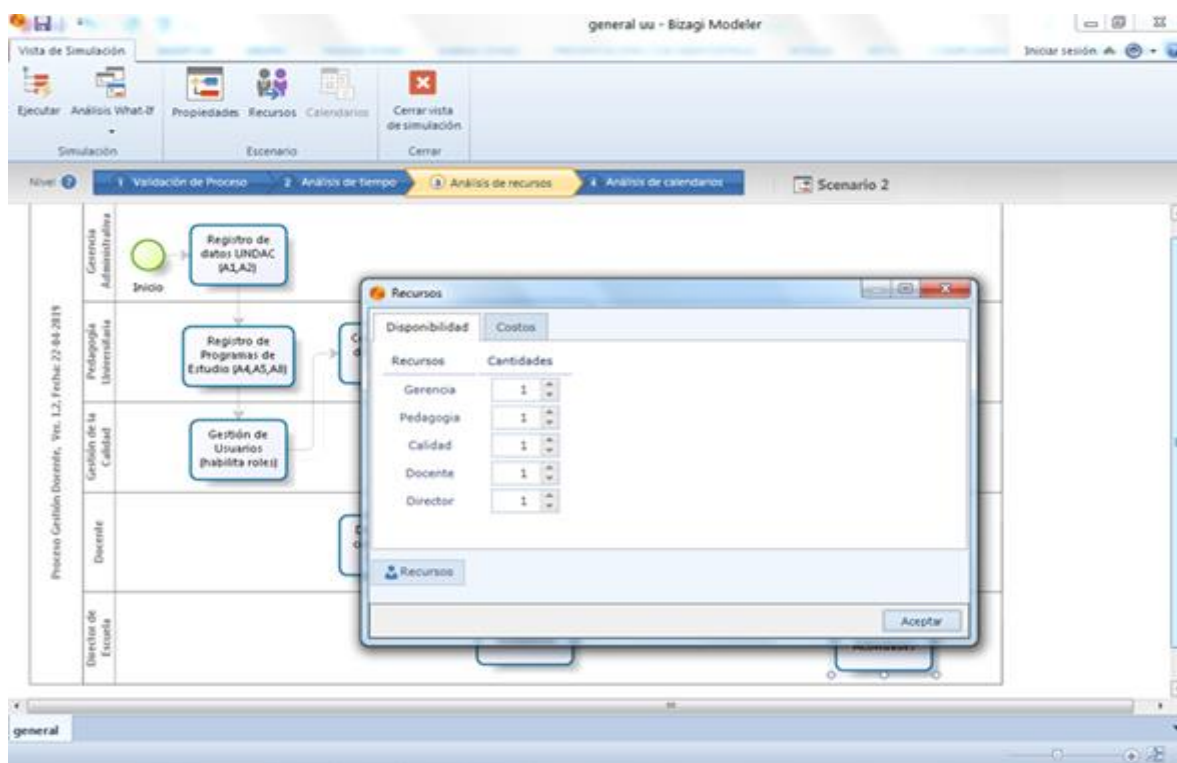 general uu - Bizagi Modeler
Vista de Simulación
Iniciar sesión
Ejecutar
Análisis What-If
Propiedades
Recursos
Calendarios
Cerrar vista
de simulación
Simulación
Escenario
Cerrar
Nivel
1 Validación de Proceso
2 Análisis de tiempo
3 Análisis de recursos
4 Análisis de calendarios
Scenario 2
Proceso Gestión Docente, Ver. 1.2, Fecha: 22-04-2019
Gerencia
Administrativa
Inicio
Registro de
datos UNDAC
(A1,A2)
Pedagogía
Universitaria
Registro de
Programas de
Estudio (A4,A5,A8)
Gestión de la
Calidad
Gestión de
Usuarios
(habilita roles)
Docente
Director de
Escuela
Recursos
Disponibilidad
Costos
Recursos Cantidades
Gerencia 1
Pedagogia 1
Calidad 1
Docente 1
Director 1
Recursos
Aceptar
general